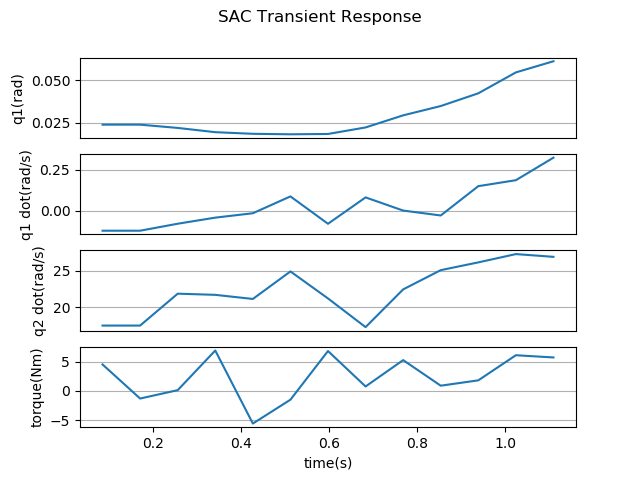 SAC Transient Response
q1(rad)
0.050
0.025
q1 dot(rad/s)
0.25
0.00
q2 dot(rad/s)
25
20
torque(Nm)
5
0
−5
0.2 0.4 0.6 0.8 1.0
time(s)